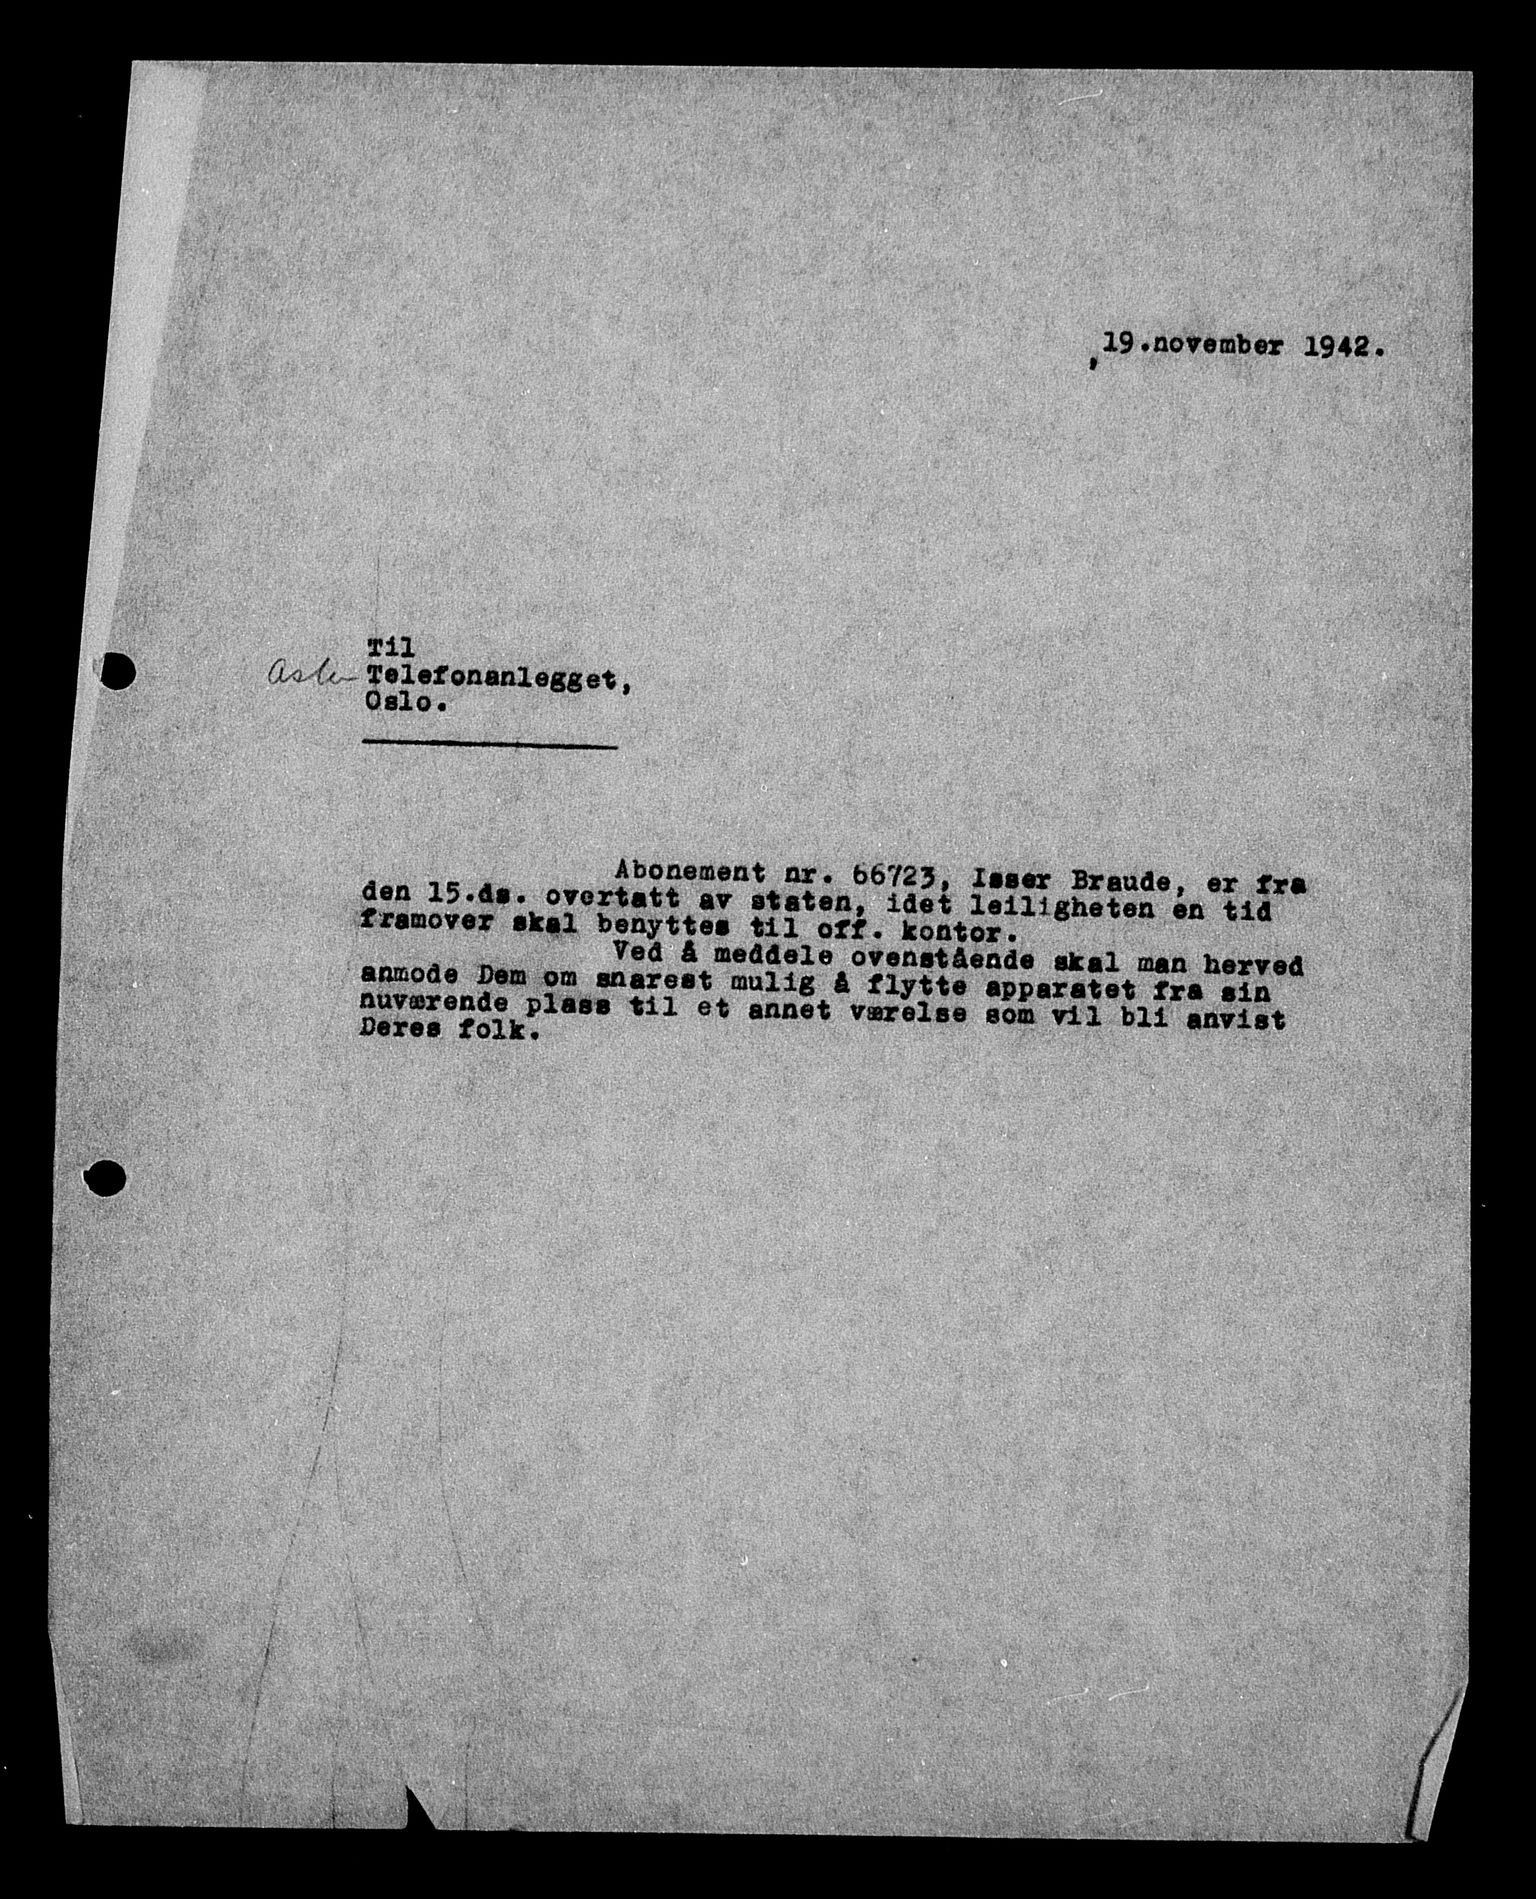 19.november 1942.
Til
Telefonanlegget,
Oslo.
Abonement nr. 66723, Isser Braude, er fra
den 15.ds. overtatt av staten, idet leiligheten en tid
framover skal benyttes til off. kontor.
Ved å meddele ovenstående skal man herved
anmode Dem om snarest mulig å flytte apparatet fra sin
nuværende plass til et annet værelse som vil bli anvist
Deres folk.